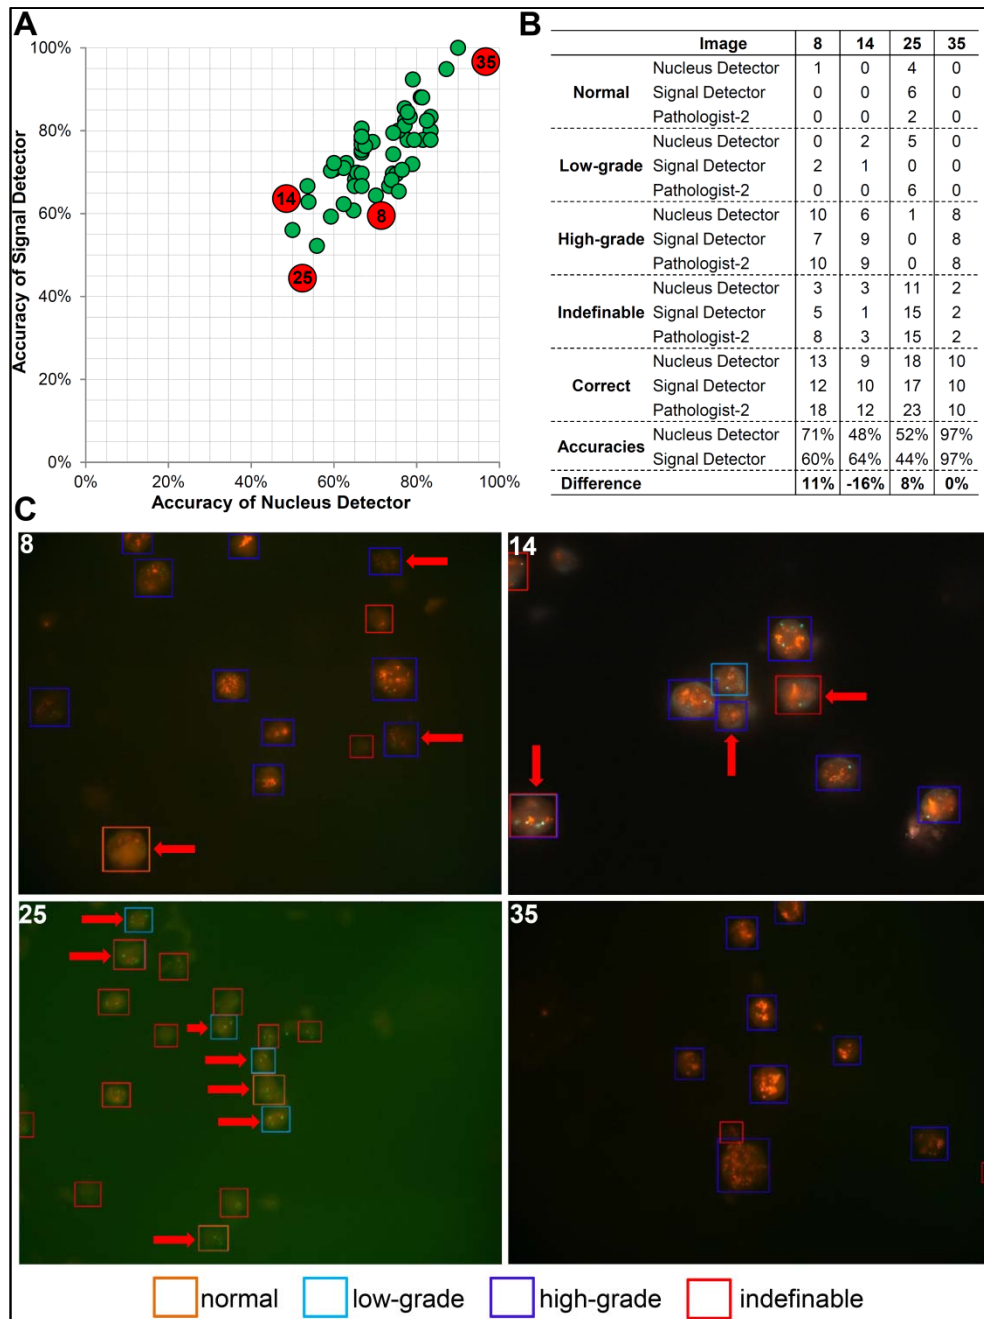 A
100%
80%
60%
40%
20%
0%
0% 20% 40% 60% 80% 100%
Accuracy of Signal Detector
Accuracy of Nucleus Detector
35
14
8
25
B
Image 8 14 25 35
Normal
Nucleus Detector 1 0 4 0
Signal Detector 0 0 6 0
Pathologist-2 0 0 2 0
Low-grade
Nucleus Detector 0 2 5 0
Signal Detector 2 1 0 0
Pathologist-2 0 0 6 0
High-grade
Nucleus Detector 10 6 1 8
Signal Detector 7 9 0 8
Pathologist-2 10 9 0 8
Indefinable
Nucleus Detector 3 3 11 2
Signal Detector 5 1 15 2
Pathologist-2 8 3 15 2
Correct
Nucleus Detector 13 9 18 10
Signal Detector 12 10 17 10
Pathologist-2 18 12 23 10
Accuracies
Nucleus Detector 71% 48% 52% 97%
Signal Detector 60% 64% 44% 97%
Difference 11% -16% 8% 0%
C
8
14
25
35
normal low-grade high-grade indefinable